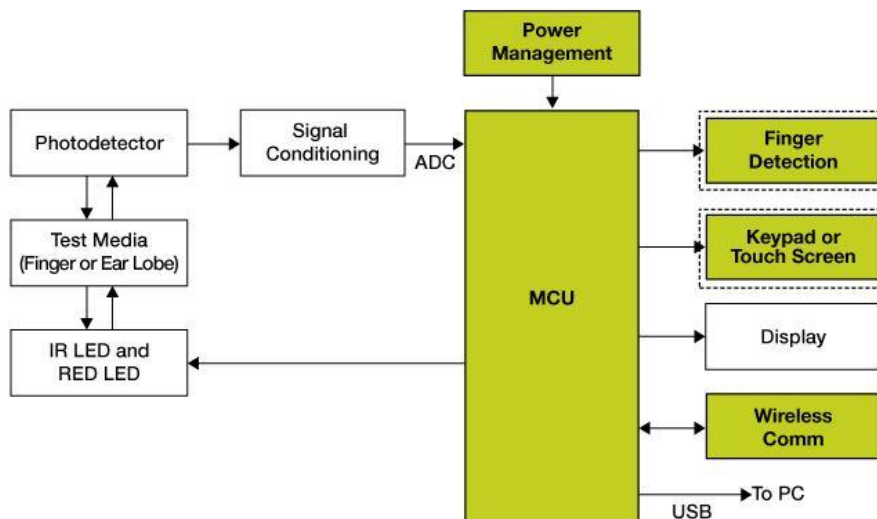 Power
Management
Photodetector
Signal
Conditioning
ADC
Finger
Detection
Test Media
(Finger or Ear Lobe)
Keypad or
Touch Screen
MCU
IR LED and
RED LED
Display
Wireless
Comm
USB
To PC